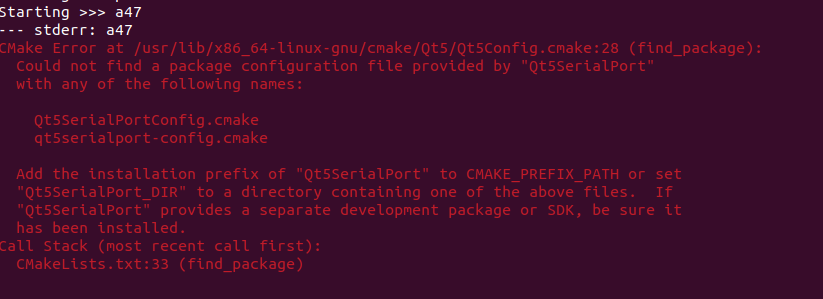 Starting >>> a47
--- stderr: a47
CMake Error at /usr/lib/x86_64-linux-gnu/cmake/Qt5/Qt5Config.cmake:28 (find_package):
  Could not find a package configuration file provided by "Qt5SerialPort"
  with any of the following names:

    Qt5SerialPortConfig.cmake
    qt5serialport-config.cmake

  Add the installation prefix of "Qt5SerialPort" to CMAKE_PREFIX_PATH or set
  "Qt5SerialPort_DIR" to a directory containing one of the above files.  If
  "Qt5SerialPort" provides a separate development package or SDK, be sure it
  has been installed.
Call Stack (most recent call first):
  CMakeLists.txt:33 (find_package)